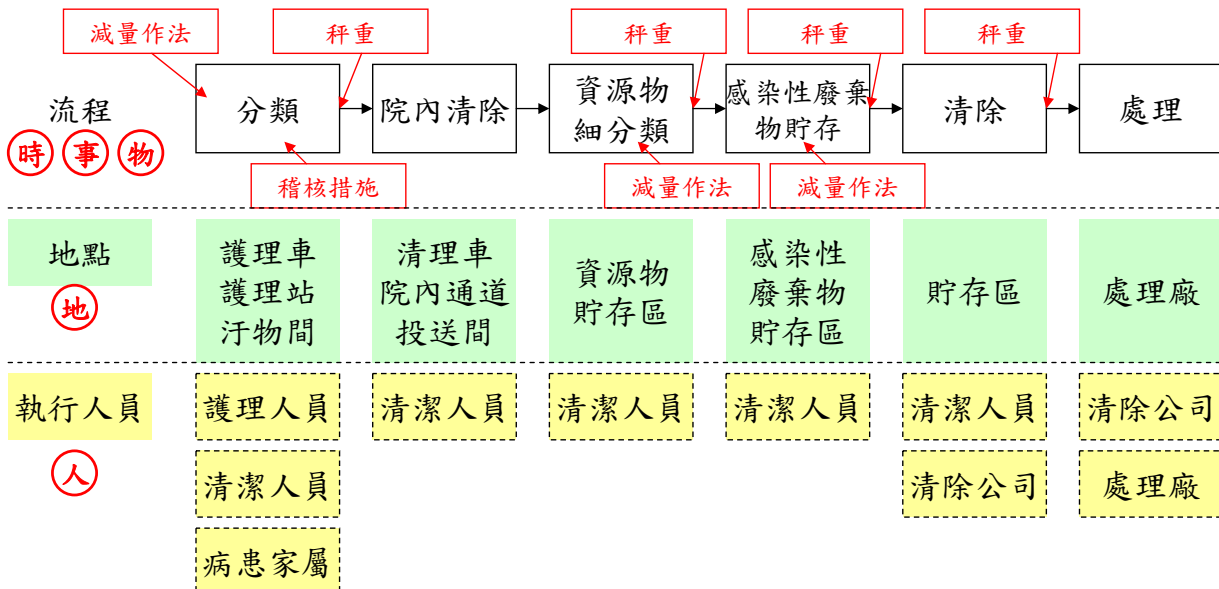 減量作法
秤重
秤重
秤重
秤重
流程
時 事 物
分類
院內清除
資源物
細分類
感染性廢棄
物貯存
清除
處理
稽核措施
減量作法
減量作法
地點
地
護理車
護理站
汙物間
清理車
院內通道
投送間
資源物
貯存區
感染性
廢棄物
貯存區
貯存區
處理廠
執行人員
人
護理人員
清潔人員
病患家屬
清潔人員
清潔人員
清潔人員
清潔人員
清除公司
清除公司
處理廠